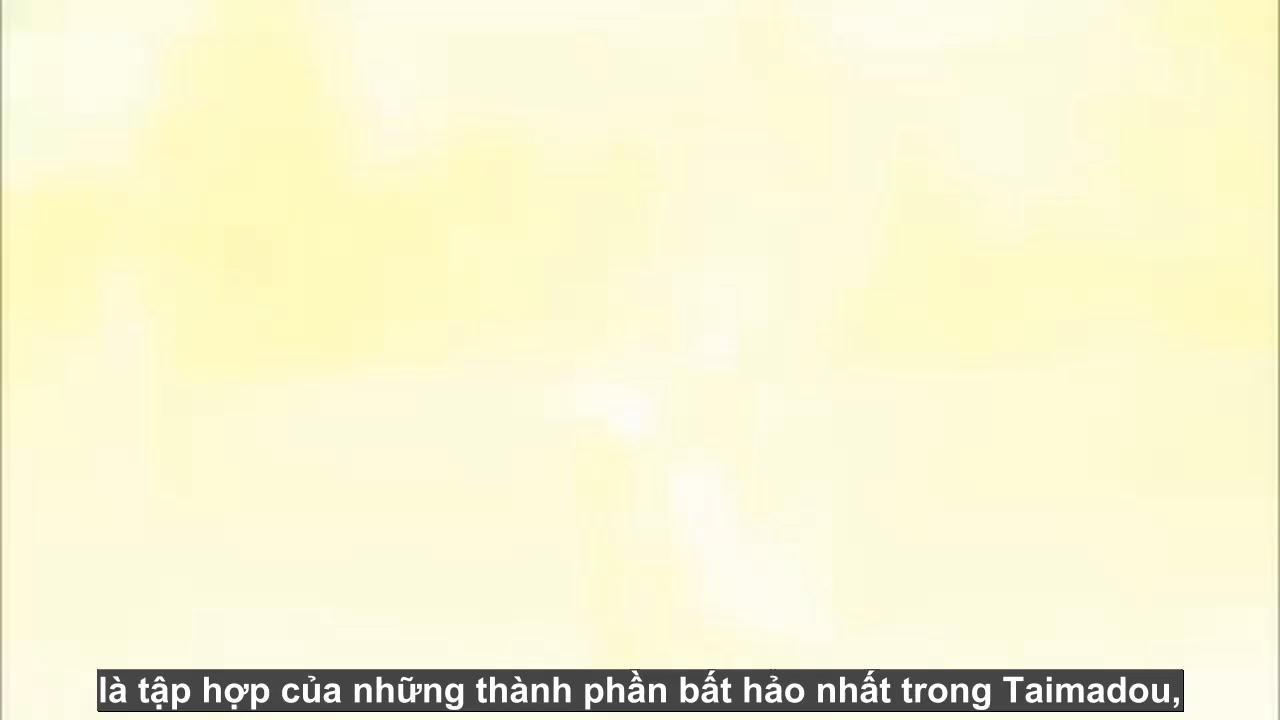 là tập hợp của những thành phần bất hảo nhất trong Taimadou,